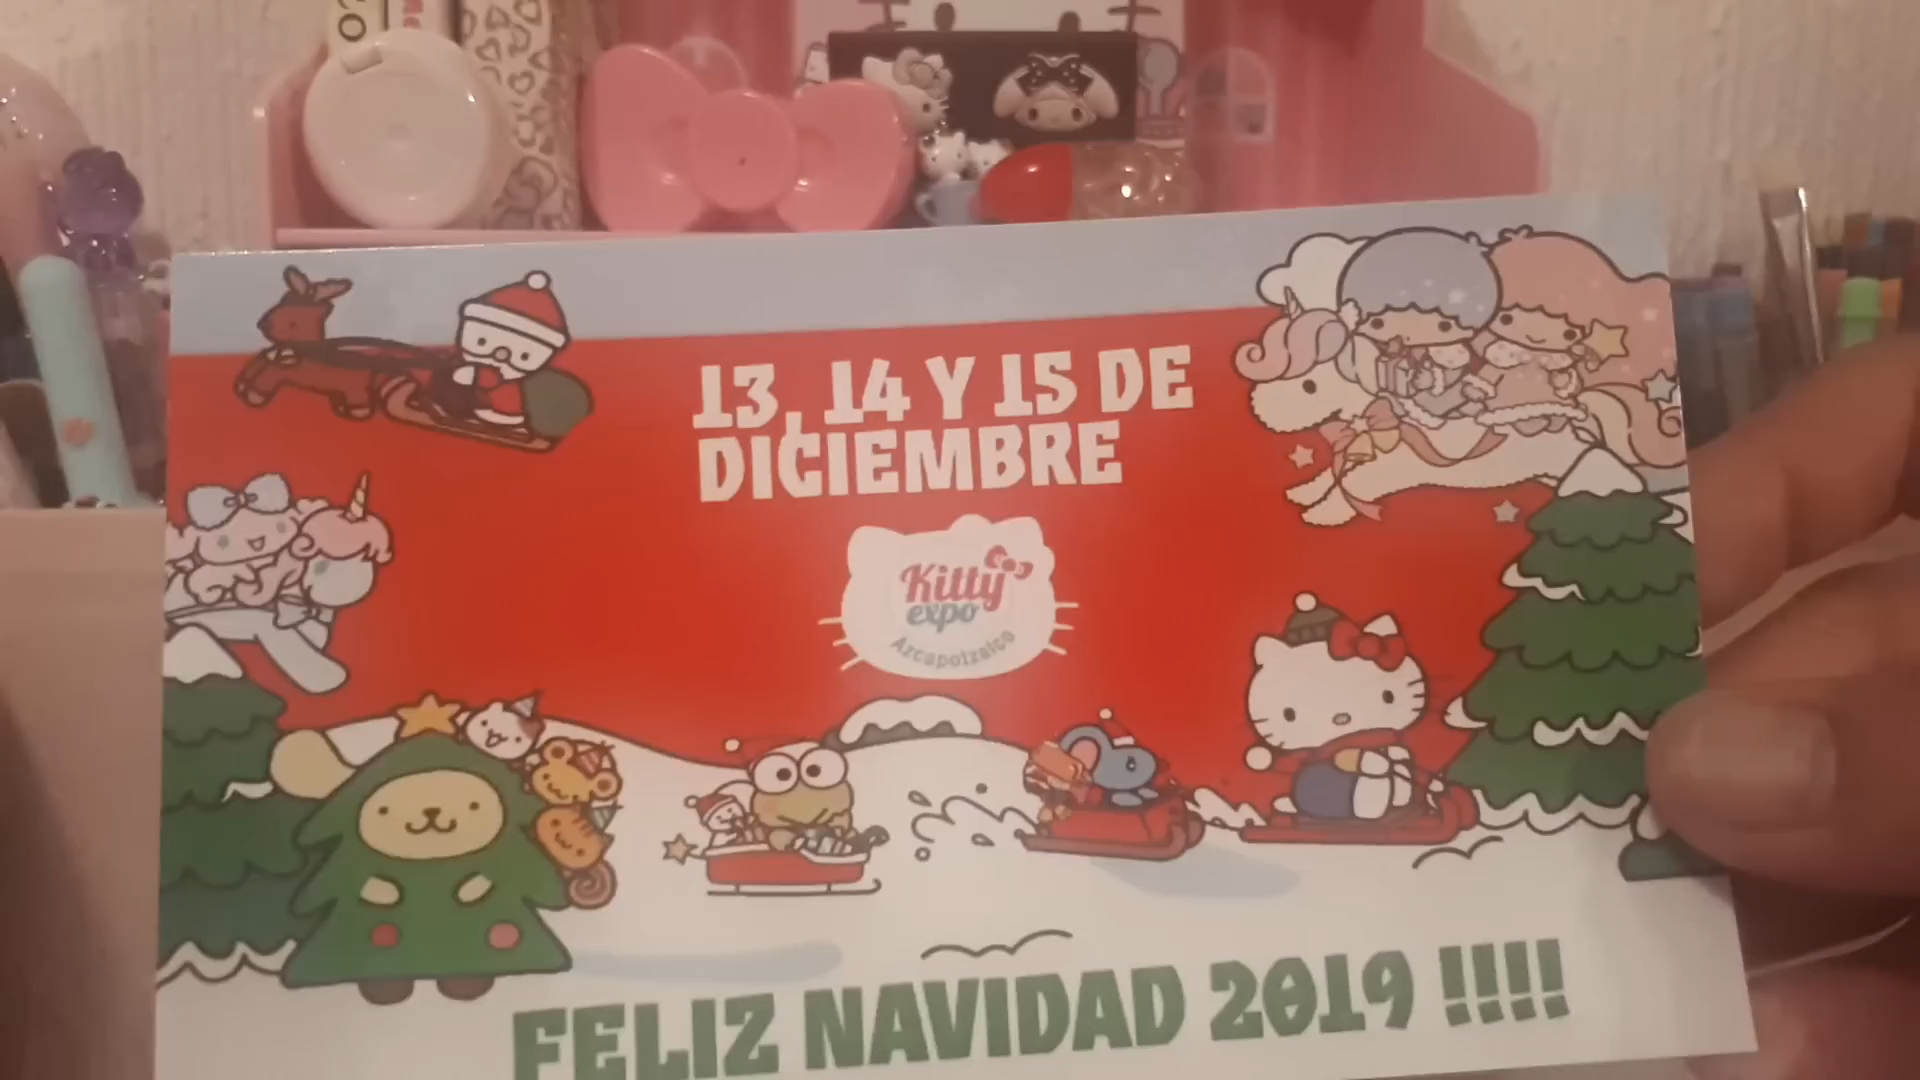 13, 14 Y 15 DE
DICIEMBRE
Kitty
expo
Azcapotzalco
FELIZ NAVIDAD 2019 !!!!